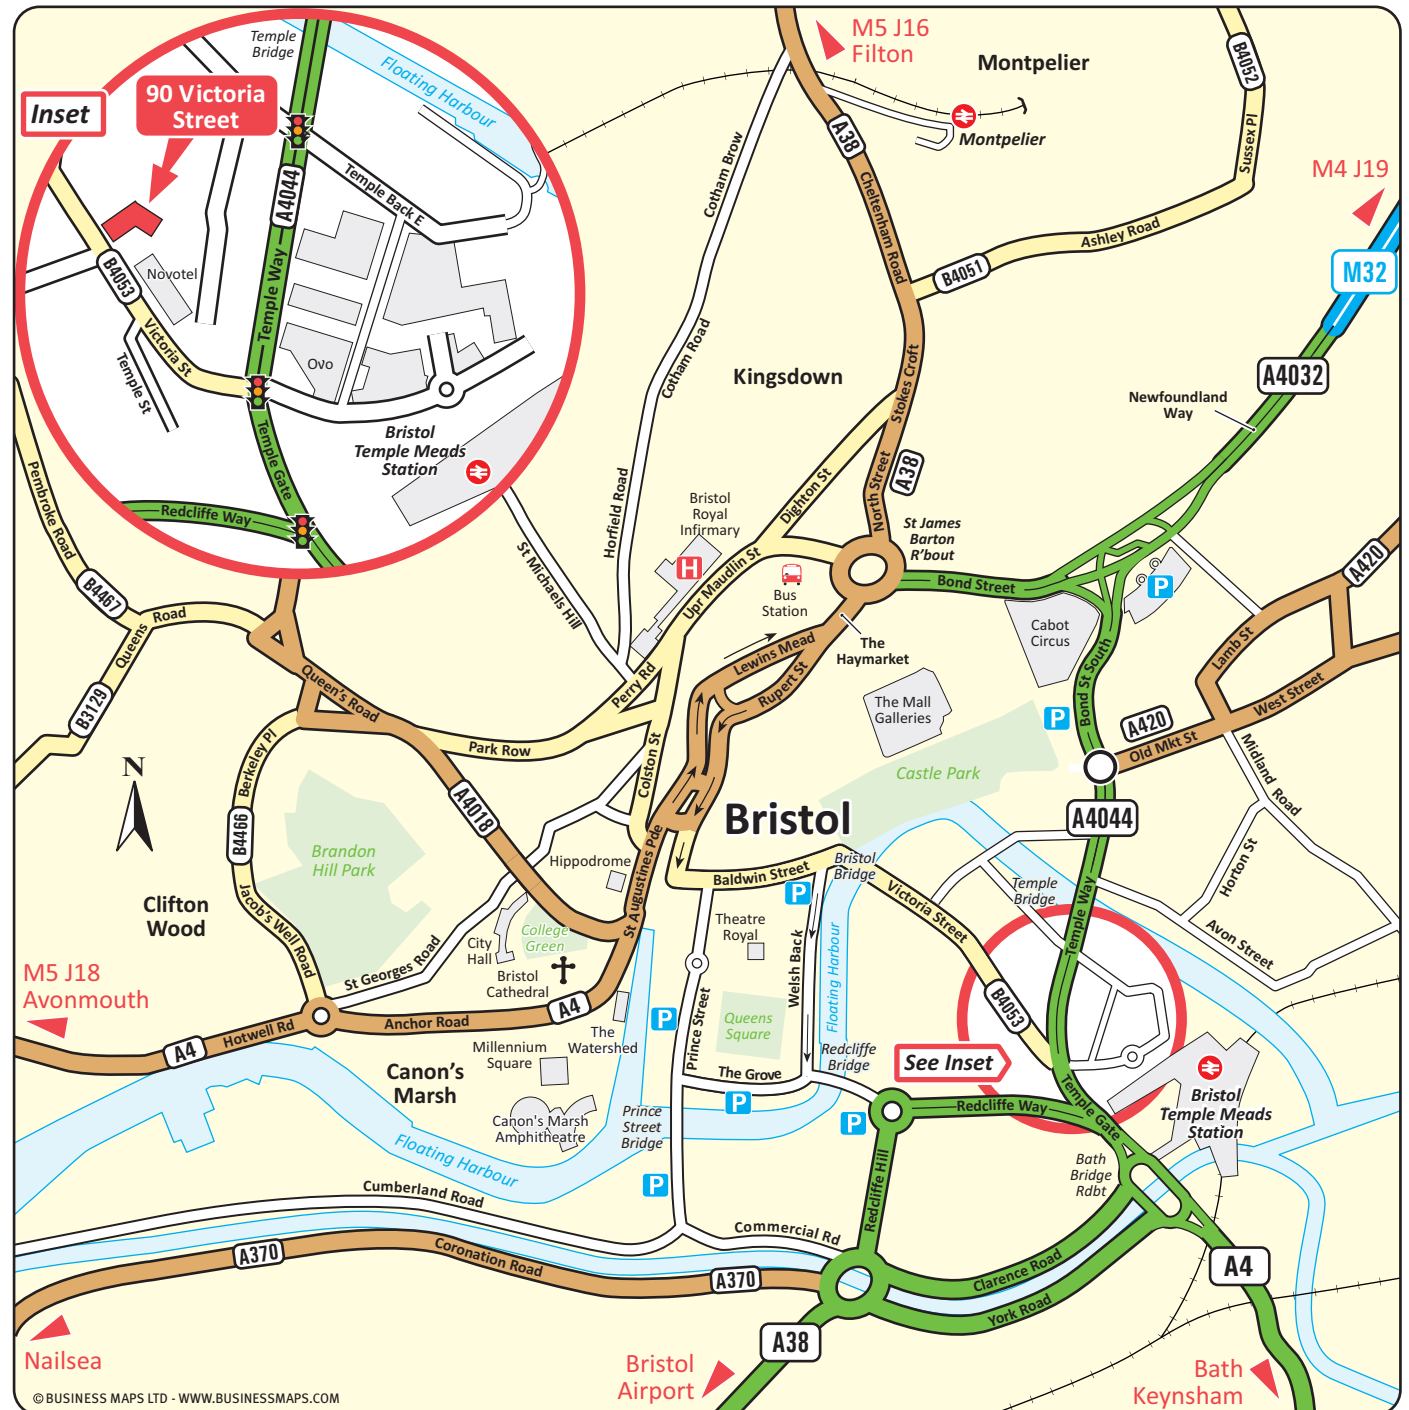 Inset
90 Victoria
Street
Temple
Bridge
Floating Harbour
A4044
Temple Back E
Temple Way
B4053
Novotel
Victoria St
Temple St
Ovo
Bristol
Temple Meads
Station
Temple Gate
Redcliffe Way
M5 J16
Filton
Montpelier
Montpelier
B4052
Sussex Pl
M4 J19
M32
A38
Cheltenham Road
Cotham Brow
Ashley Road
B4051
Cotham Road
Kingsdown
Stokes Croft
A4032
Newfoundland
Way
Pembroke Road
Horfield Road
Dighton St
North Street
A38
Bristol
Royal
Infirmary
H
St James
Barton
R'bout
St Michaels Hill
Upr Maudlin St
Bus
Station
Bond Street
P
A420
B4467
Queens
Road
Cabot
Circus
Lamb St
The
Haymarket
Lewins Mead
Rupert St
Perry Rd
Queen's Road
B3129
Bond St South
West Street
The Mall
Galleries
P
A420
Old Mkt St
Park Row
Berkeley Pl
Colston St
Castle Park
Midland Road
N
A4018
B4466
Bristol
A4044
Brandon
Hill Park
Hippodrome
St Augustines Pde
Baldwin Street
Bristol
Bridge
Horton St
Clifton
Wood
Jacob's Well Road
P
Victoria Street
Temple
Bridge
Temple Way
Avon Street
City
Hall
College
Green
Theatre
Royal
Welsh Back
Floating Harbour
St Georges Road
Bristol
Cathedral
M5 J18
Avonmouth
B4053
A4
Hotwell Rd
Anchor Road
A4
P
Prince Street
Queens
Square
The
Watershed
Millennium
Square
Redcliffe
Bridge
See Inset
Canon's
Marsh
The Grove
P
Redcliffe Way
Temple Gate
Bristol
Temple Meads
Station
Canon's Marsh
Amphitheatre
Prince
Street
Bridge
P
Floating Harbour
Bath
Bridge
Rdbt
P
Redcliffe Hill
Cumberland Road
Commercial Rd
A370
Coronation Road
A370
Clarence Road
York Road
A4
A38
Nailsea
Bristol
Airport
Bath
Keynsham
© BUSINESS MAPS LTD - WWW.BUSINESSMAPS.COM